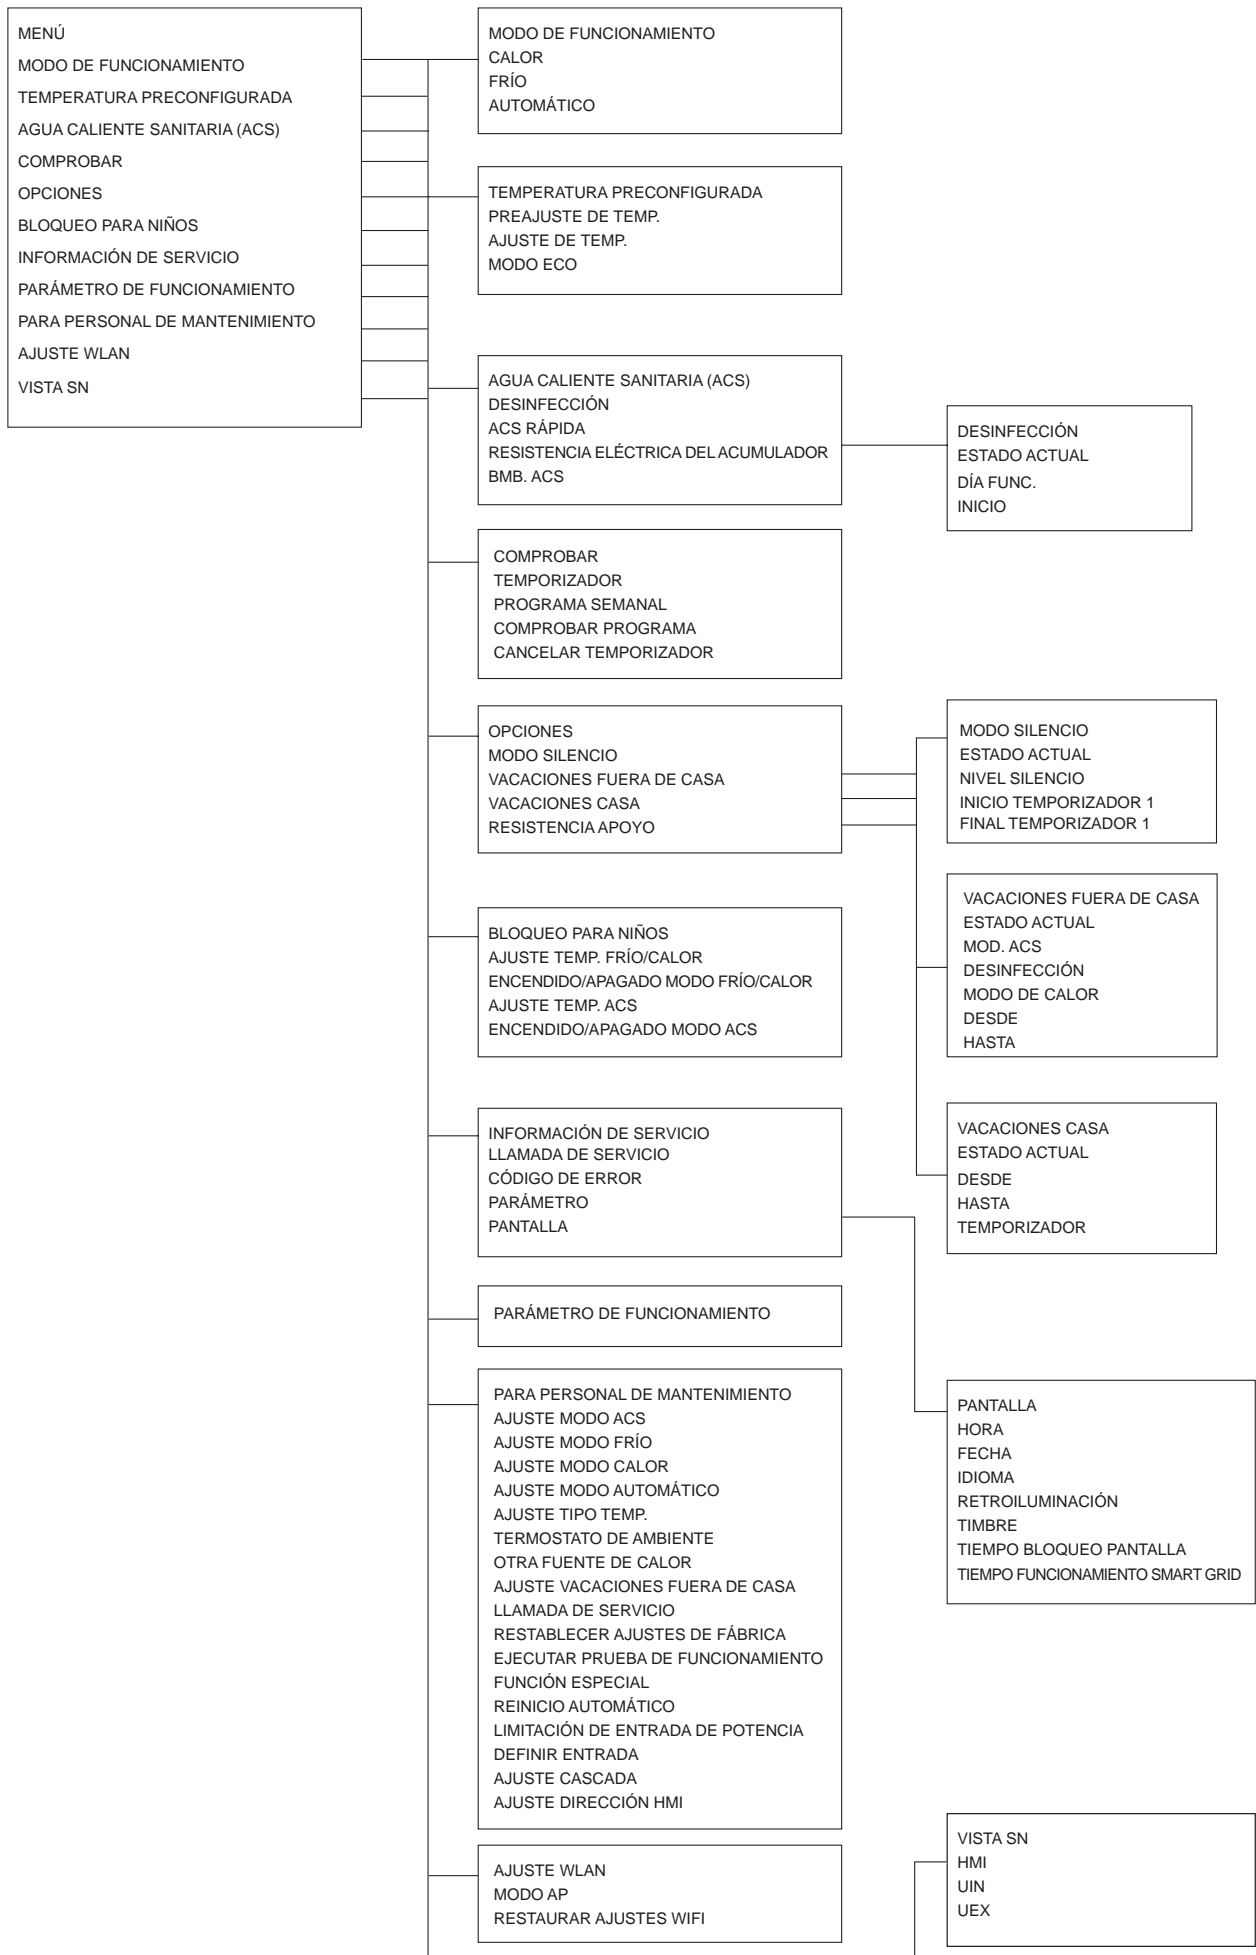 MENÚ
MODO DE FUNCIONAMIENTO
TEMPERATURA PRECONFIGURADA
AGUA CALIENTE SANITARIA (ACS)
COMPROBAR
OPCIONES
BLOQUEO PARA NIÑOS
INFORMACIÓN DE SERVICIO
PARÁMETRO DE FUNCIONAMIENTO
PARA PERSONAL DE MANTENIMIENTO
AJUSTE WLAN
VISTA SN
MODO DE FUNCIONAMIENTO
CALOR
FRÍO
AUTOMÁTICO
TEMPERATURA PRECONFIGURADA
PREAJUSTE DE TEMP.
AJUSTE DE TEMP.
MODO ECO
AGUA CALIENTE SANITARIA (ACS)
DESINFECCIÓN
ACS RÁPIDA
RESISTENCIA ELÉCTRICA DEL ACUMULADOR
BMB. ACS
DESINFECCIÓN
ESTADO ACTUAL
DÍA FUNC.
INICIO
COMPROBAR
TEMPORIZADOR
PROGRAMA SEMANAL
COMPROBAR PROGRAMA
CANCELAR TEMPORIZADOR
OPCIONES
MODO SILENCIO
VACACIONES FUERA DE CASA
VACACIONES CASA
RESISTENCIA APOYO
MODO SILENCIO
ESTADO ACTUAL
NIVEL SILENCIO
INICIO TEMPORIZADOR 1
FINAL TEMPORIZADOR 1
VACACIONES FUERA DE CASA
ESTADO ACTUAL
MOD. ACS
DESINFECCIÓN
MODO DE CALOR
DESDE
HASTA
VACACIONES CASA
ESTADO ACTUAL
DESDE
HASTA
TEMPORIZADOR
BLOQUEO PARA NIÑOS
AJUSTE TEMP. FRÍO/CALOR
ENCENDIDO/APAGADO MODO FRÍO/CALOR
AJUSTE TEMP. ACS
ENCENDIDO/APAGADO MODO ACS
INFORMACIÓN DE SERVICIO
LLAMADA DE SERVICIO
CÓDIGO DE ERROR
PARÁMETRO
PANTALLA
PARÁMETRO DE FUNCIONAMIENTO
PANTALLA
HORA
FECHA
IDIOMA
RETROILUMINACIÓN
TIMBRE
TIEMPO BLOQUEO PANTALLA
TIEMPO FUNCIONAMIENTO SMART GRID
PARA PERSONAL DE MANTENIMIENTO
AJUSTE MODO ACS
AJUSTE MODO FRÍO
AJUSTE MODO CALOR
AJUSTE MODO AUTOMÁTICO
AJUSTE TIPO TEMP.
TERMOSTATO DE AMBIENTE
OTRA FUENTE DE CALOR
AJUSTE VACACIONES FUERA DE CASA
LLAMADA DE SERVICIO
RESTABLECER AJUSTES DE FÁBRICA
EJECUTAR PRUEBA DE FUNCIONAMIENTO
FUNCIÓN ESPECIAL
REINICIO AUTOMÁTICO
LIMITACIÓN DE ENTRADA DE POTENCIA
DEFINIR ENTRADA
AJUSTE CASCADA
AJUSTE DIRECCIÓN HMI
AJUSTE WLAN
MODO AP
RESTAURAR AJUSTES WIFI
VISTA SN
HMI
UIN
UEX